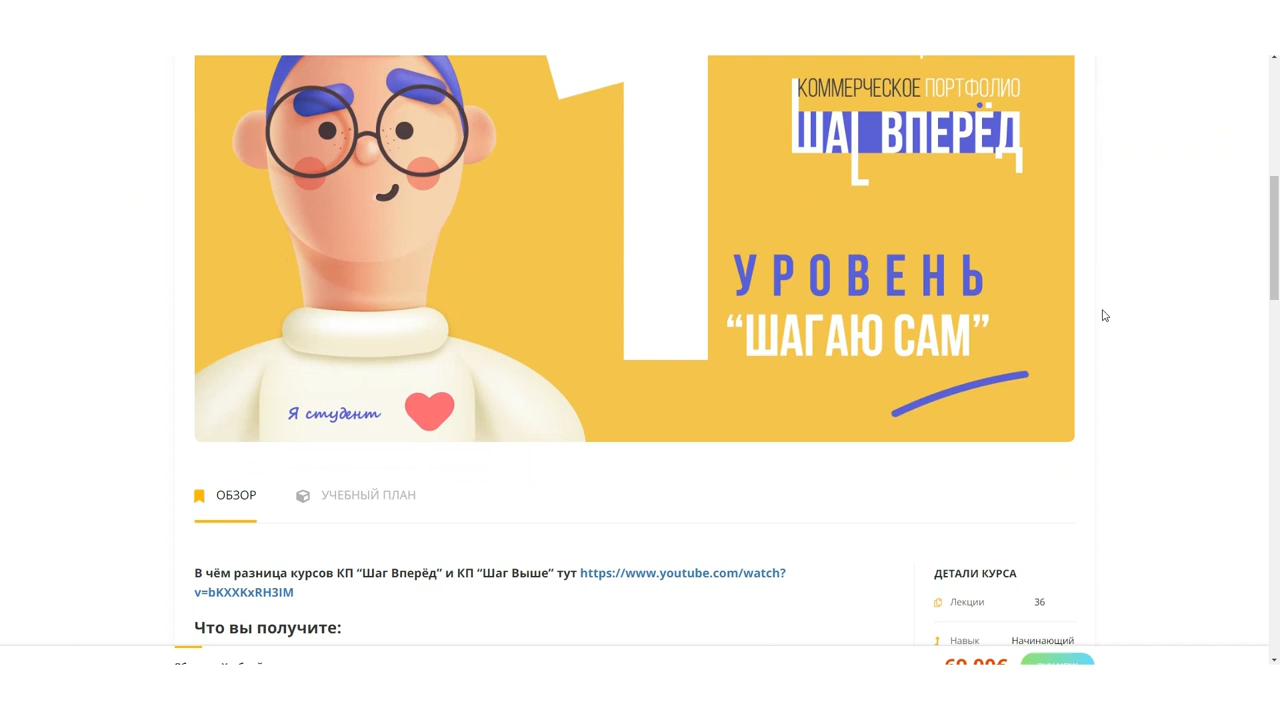 КОММЕРЧЕСКОЕ ПОРТФОЛИО
ШАГ ВПЕРЁД
УРОВЕНЬ
“ШАГАЮ САМ”
Я студент
ОБЗОР
УЧЕБНЫЙ ПЛАН
В чём разница курсов КП “Шаг Вперёд” и КП “Шаг Выше” тут https://www.youtube.com/watch?
v=bKXXKxRH3IM
Что вы получите:
ДЕТАЛИ КУРСА
Лекции 36
Навык Начинающий